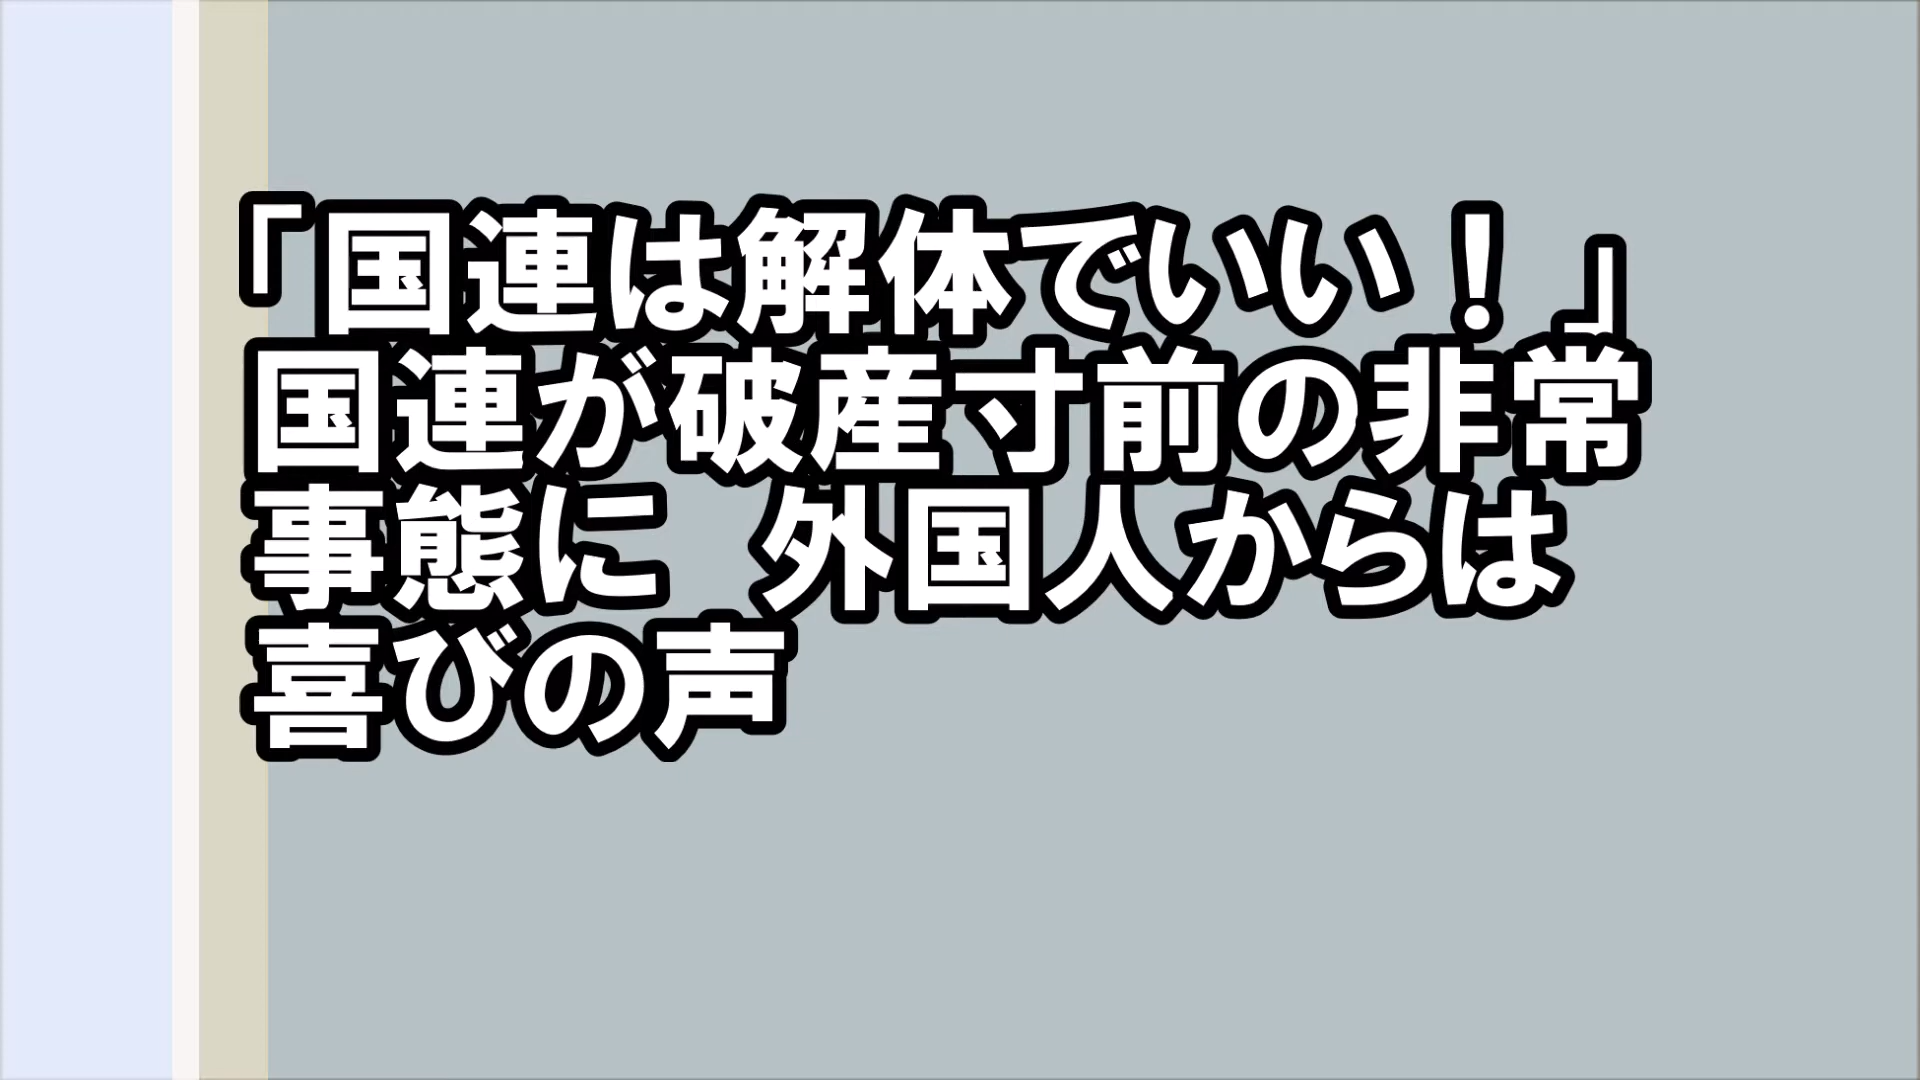 「国連は解体でいい！」
国連が破産寸前の非常
事態に　外国人からは
喜びの声